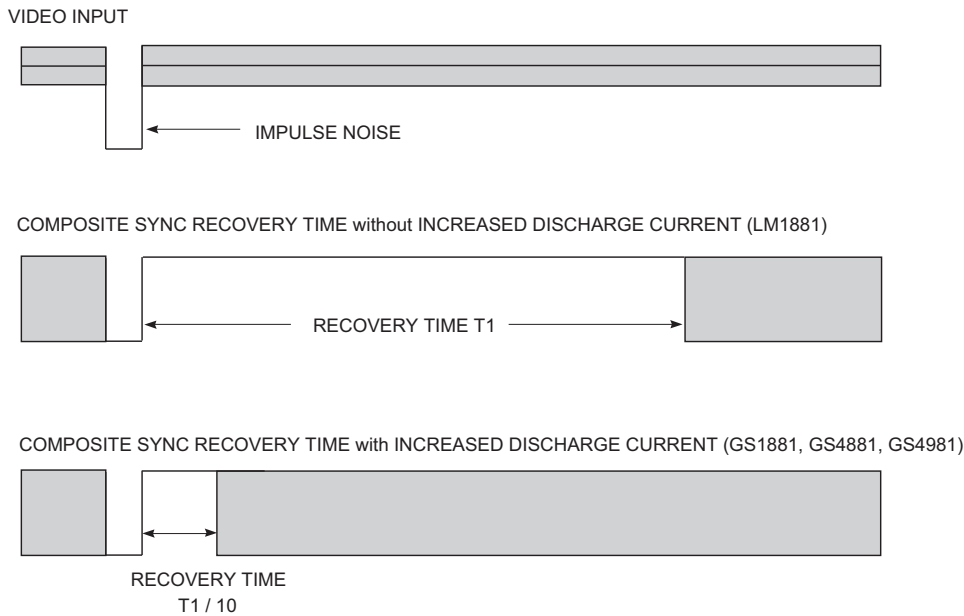 VIDEO INPUT
IMPULSE NOISE
COMPOSITE SYNC RECOVERY TIME without INCREASED DISCHARGE CURRENT (LM1881)
RECOVERY TIME T1
COMPOSITE SYNC RECOVERY TIME with INCREASED DISCHARGE CURRENT (GS1881, GS4881, GS4981)
RECOVERY TIME
T1 / 10